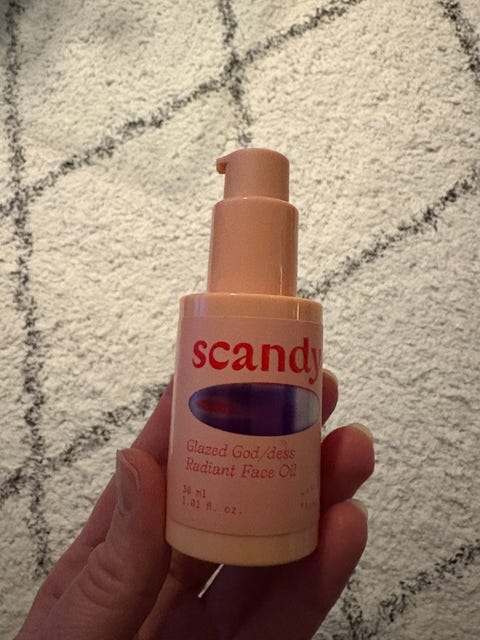 scandy
Glazed God/dess
Radiant Face Oil
30 ml
1.01 fl. oz.